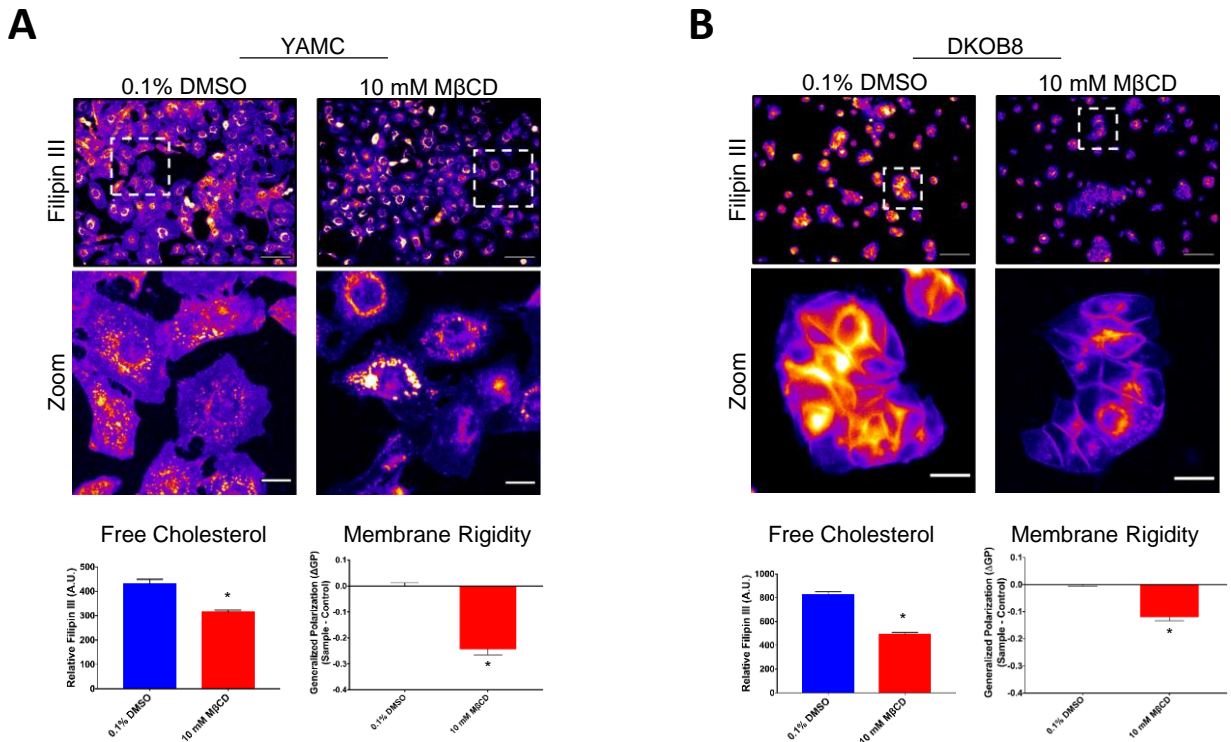 A
YAMC
0.1% DMSO
10 mM MβCD
Filipin III
Zoom
Free Cholesterol
Relative Filipin III (A.U.)
500
400
300
200
100
0
*
0.1% DMSO
10 mM MβCD
Membrane Rigidity
Generalized Polarization (ΔGP)
(Sample - Control)
0.1
0.0
-0.1
-0.2
-0.3
-0.4
*
0.1% DMSO
10 mM MβCD
B
DKOB8
0.1% DMSO
10 mM MβCD
Filipin III
Zoom
Free Cholesterol
Relative Filipin III (A.U.)
1000
800
600
400
200
0
*
0.1% DMSO
10 mM MβCD
Membrane Rigidity
Generalized Polarization (ΔGP)
(Sample - Control)
0.1
0.0
-0.1
-0.2
-0.3
-0.4
*
0.1% DMSO
10 mM MβCD